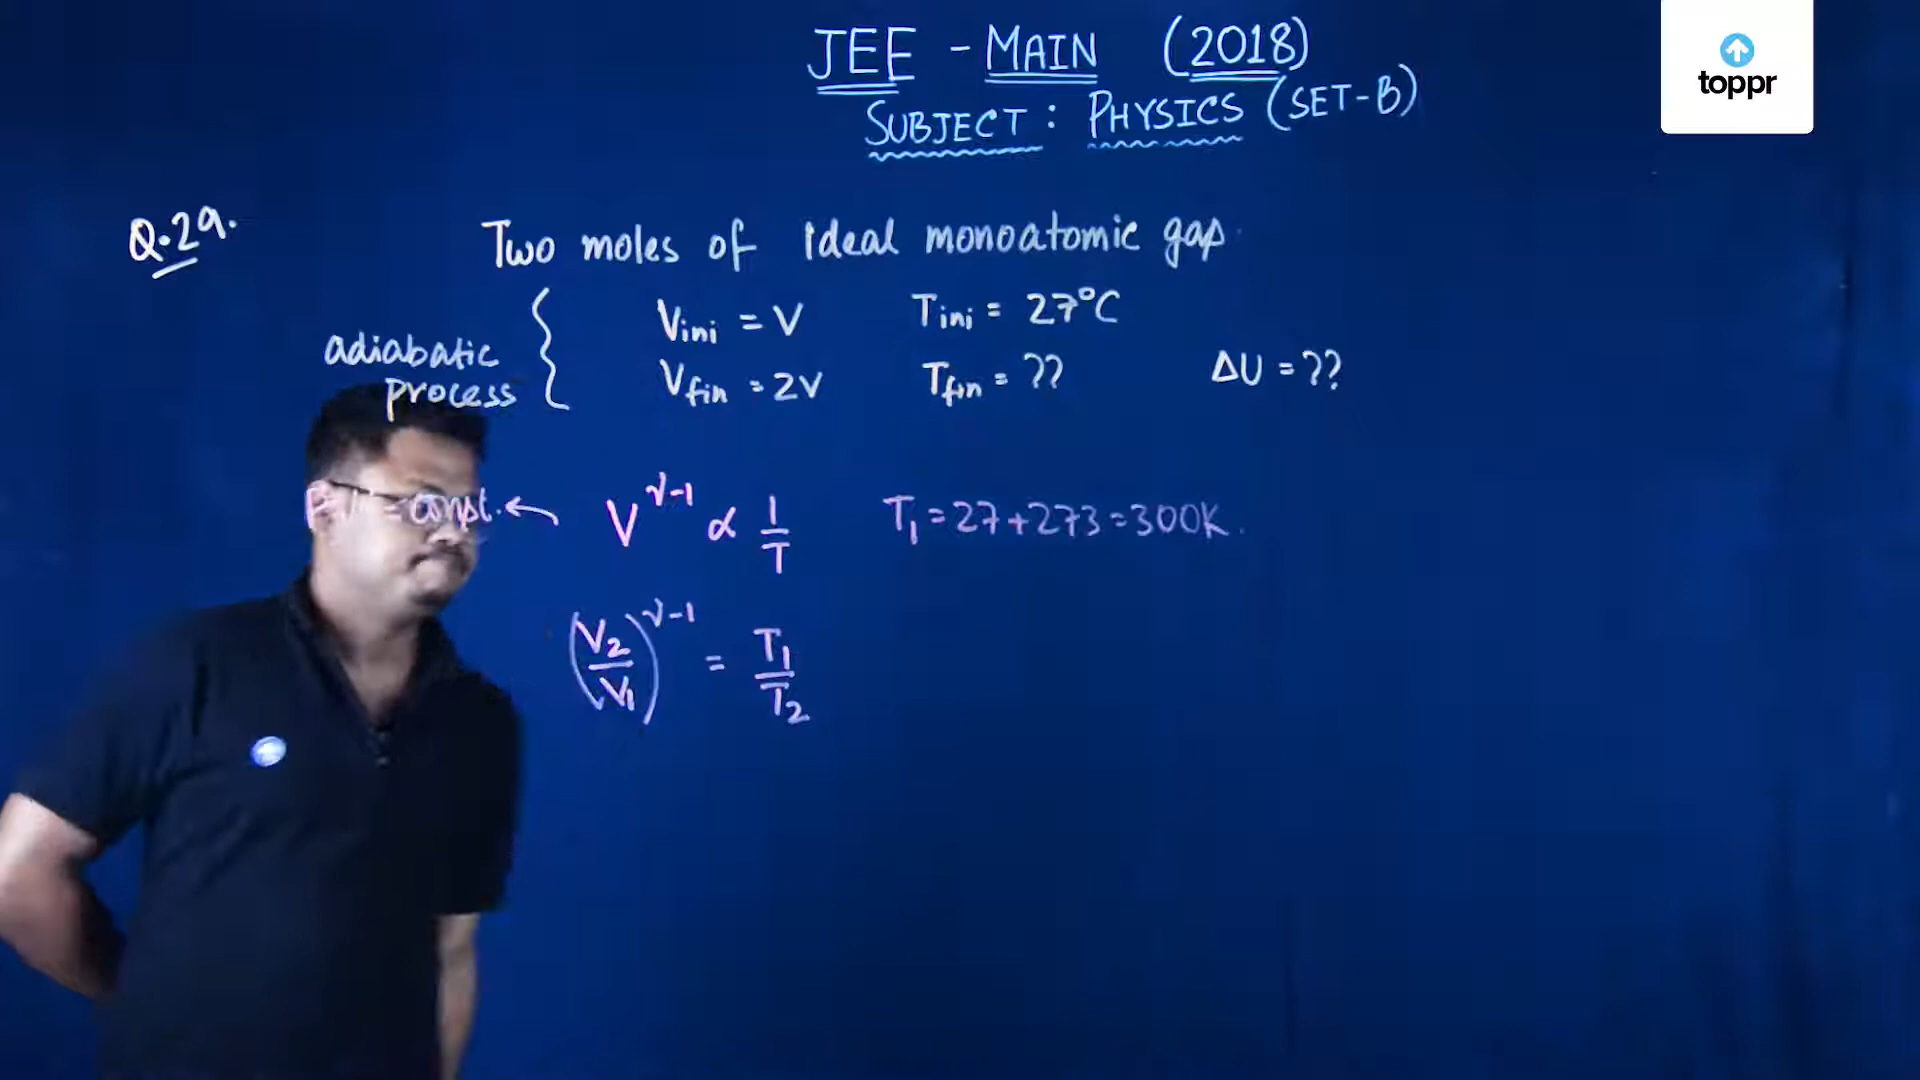 JEE - MAIN (2018)
SUBJECT : PHYSICS (SET-B)
toppr
Q.29.
Two moles of Ideal monoatomic gap.
adiabatic process
Vini = V Tini = 27°C
Vfin = 2V Tfin = ?? ΔU = ??
= const. ← V^γ-1 ∝ 1/T T1 = 27+273 = 300K.
(V2/V1)^γ-1 = T1/T2